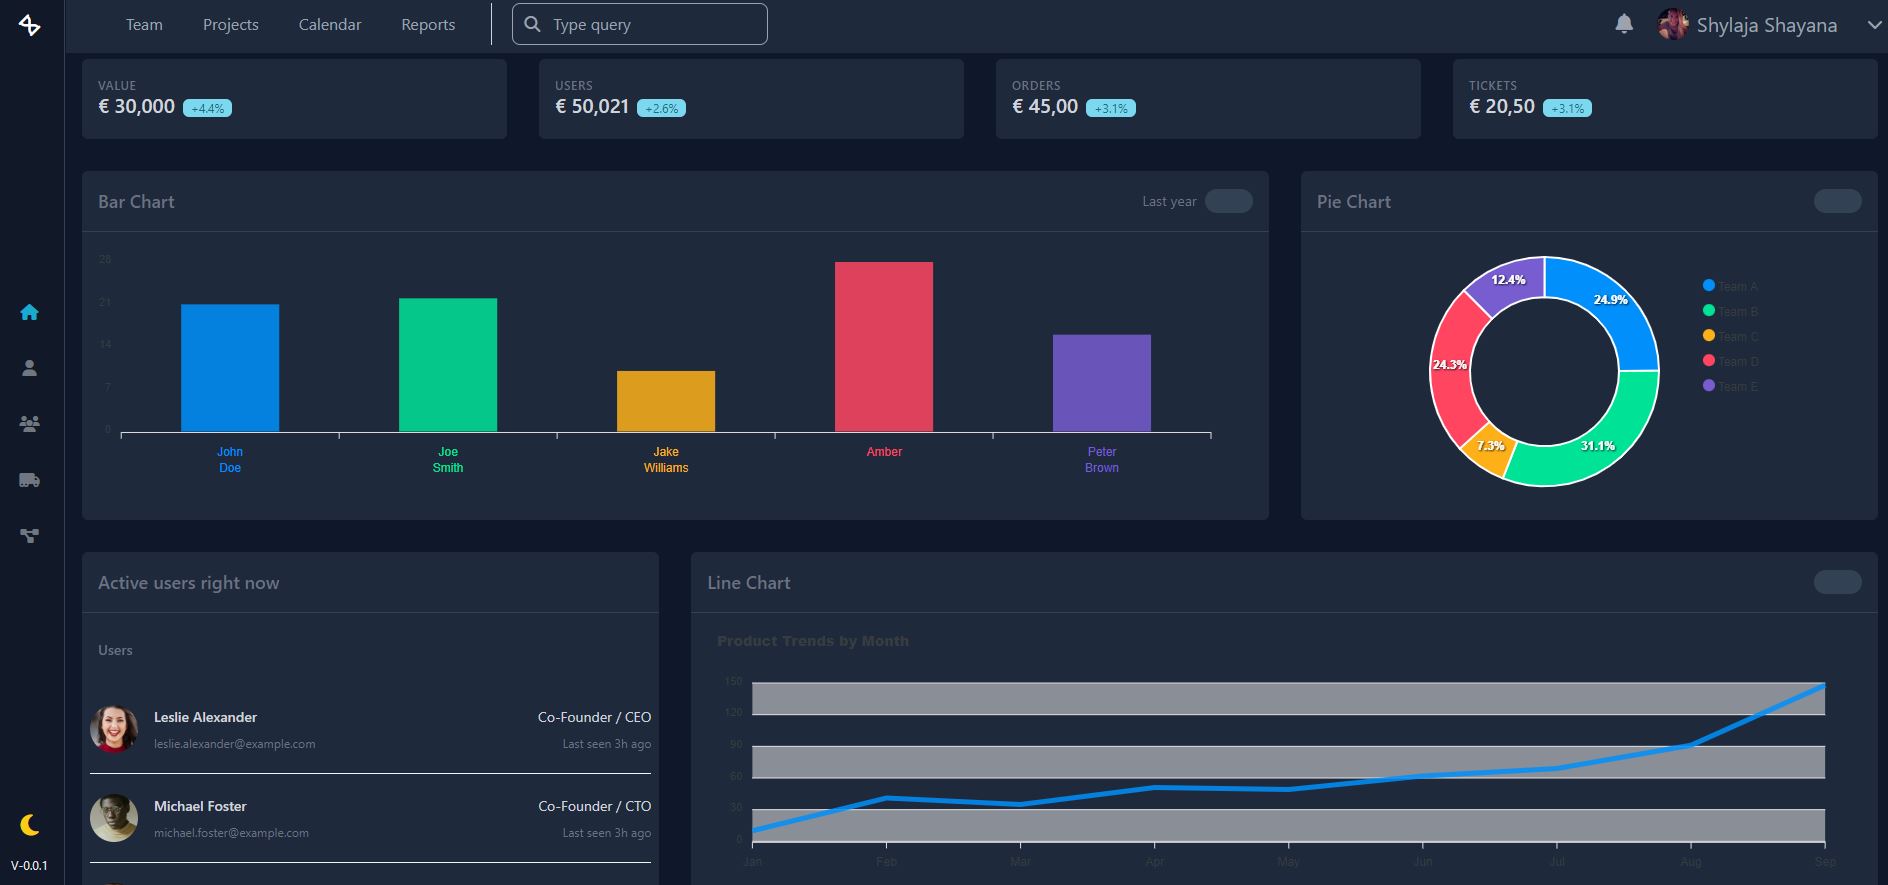 Team Projects Calendar Reports Type query Shylaja Shayana
VALUE
€ 30,000 +4.4%
USERS
€ 50,021 +2.6%
ORDERS
€ 45,00 +3.1%
TICKETS
€ 20,50 +3.1%
Bar Chart Last year
28
21
14
7
0
John
Doe
Joe
Smith
Jake
Williams
Amber
Peter
Brown
Pie Chart
12.4%
24.9%
24.3%
7.3%
31.1%
Team A
Team B
Team C
Team D
Team E
Active users right now
Users
Leslie Alexander Co-Founder / CEO
leslie.alexander@example.com Last seen 3h ago
Michael Foster Co-Founder / CTO
michael.foster@example.com Last seen 3h ago
Line Chart
Product Trends by Month
150
120
90
60
30
0
Jan Feb Mar Apr May Jun Jul Aug Sep
V-0.0.1